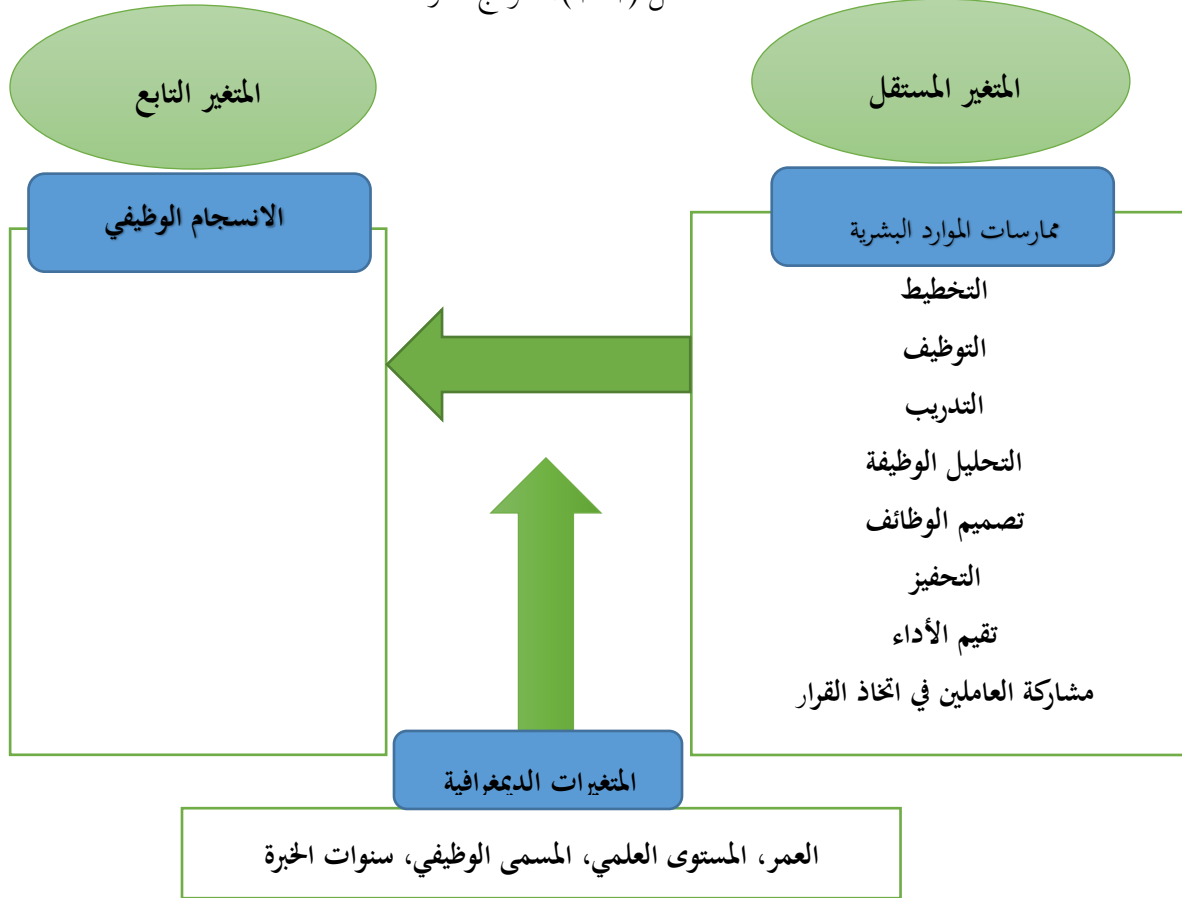 المتغير المستقل
المتغير التابع
ممارسات الموارد البشرية
الانسجام الوظيفي
التخطيط
التوظيف
التدريب
التحليل الوظيفة
تصميم الوظائف
التحفيز
تقيم الأداء
مشاركة العاملين في اتخاذ القرار
المتغيرات الديمغرافية
العمر، المستوى العلمي، المسمى الوظيفي، سنوات الخبرة